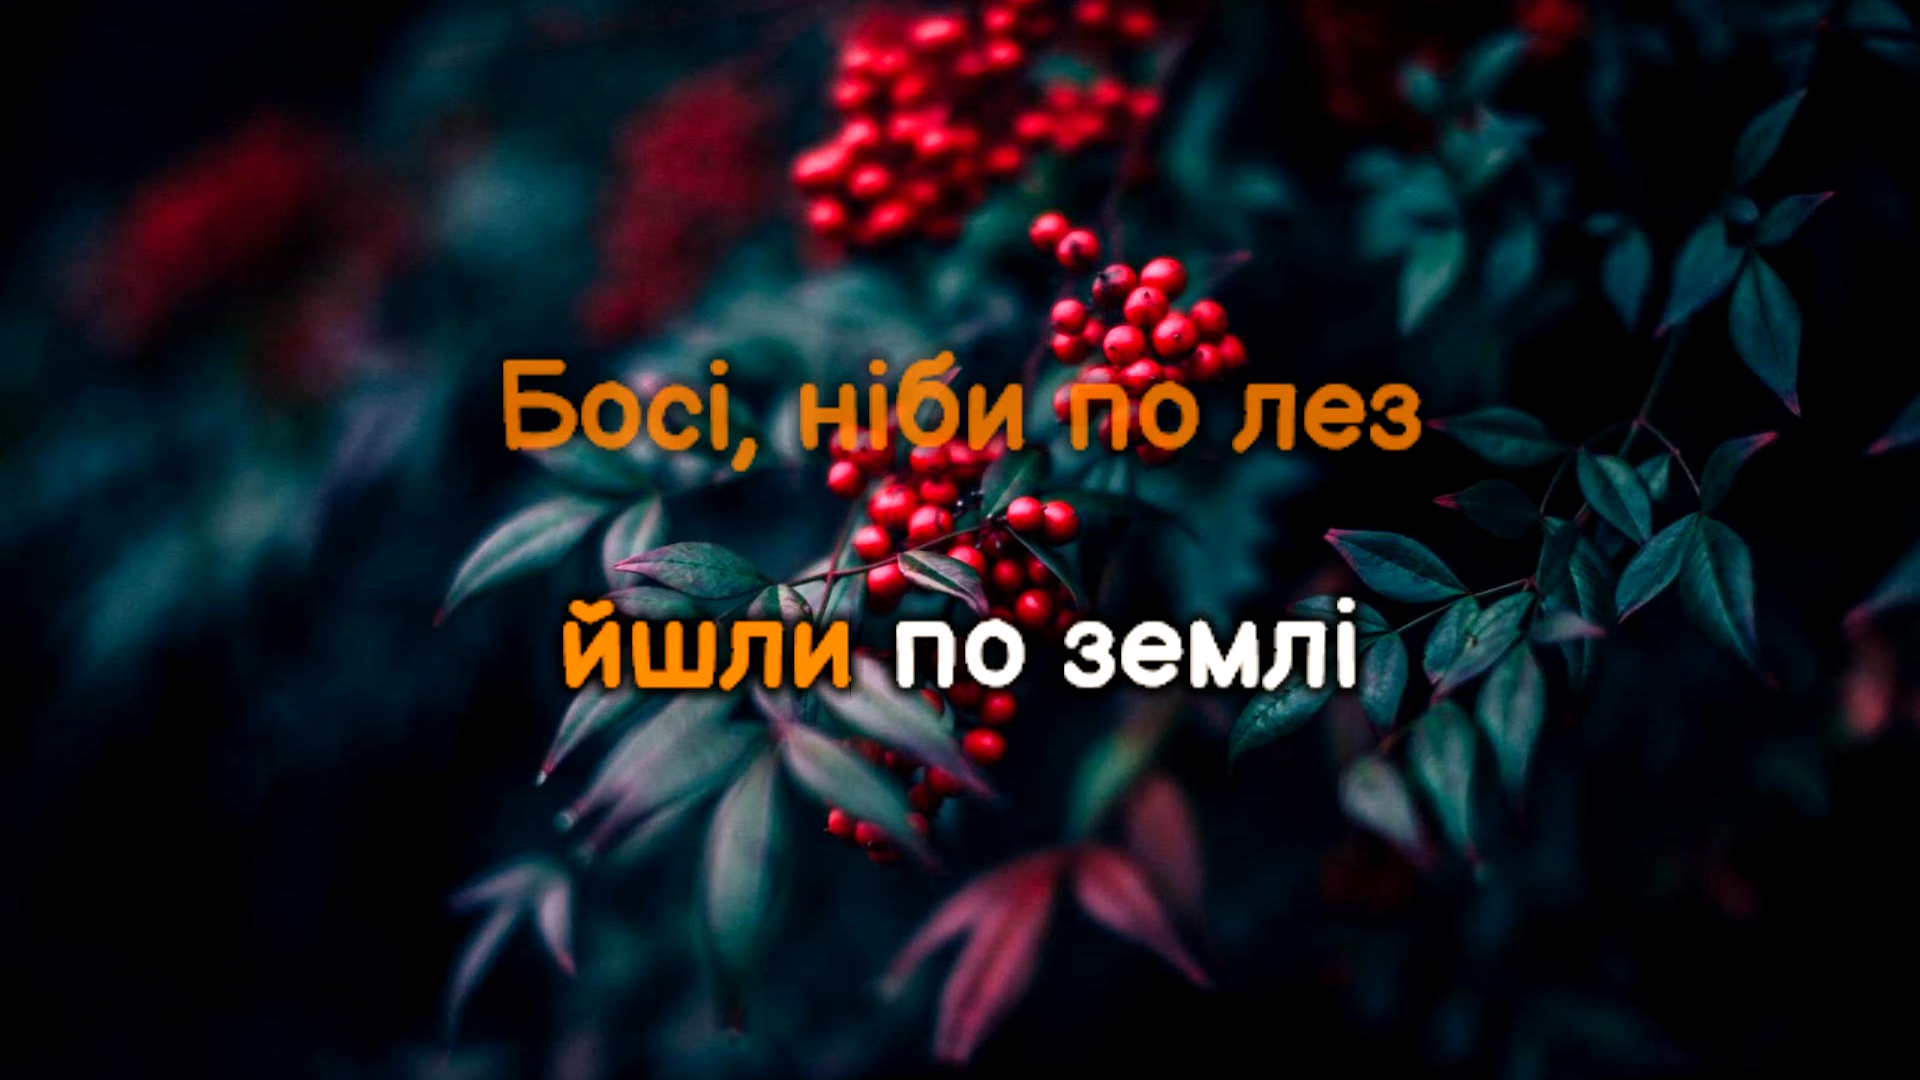 Босі, ніби по лез
йшли по землі